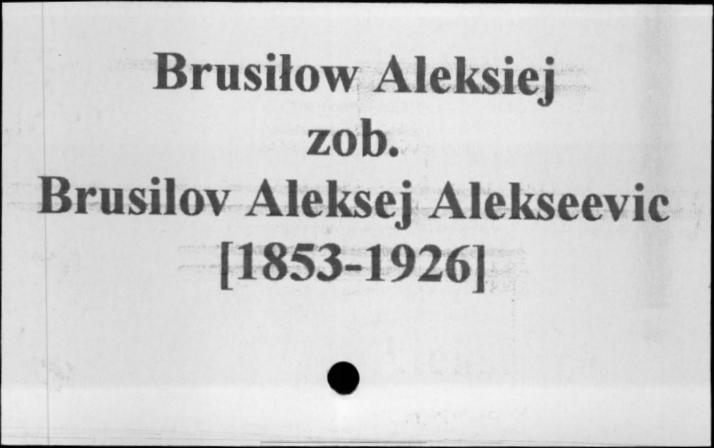 Brusiłow Aleksiej
zob.
Brusilov Aleksej Alekseevic
[1853-1926]